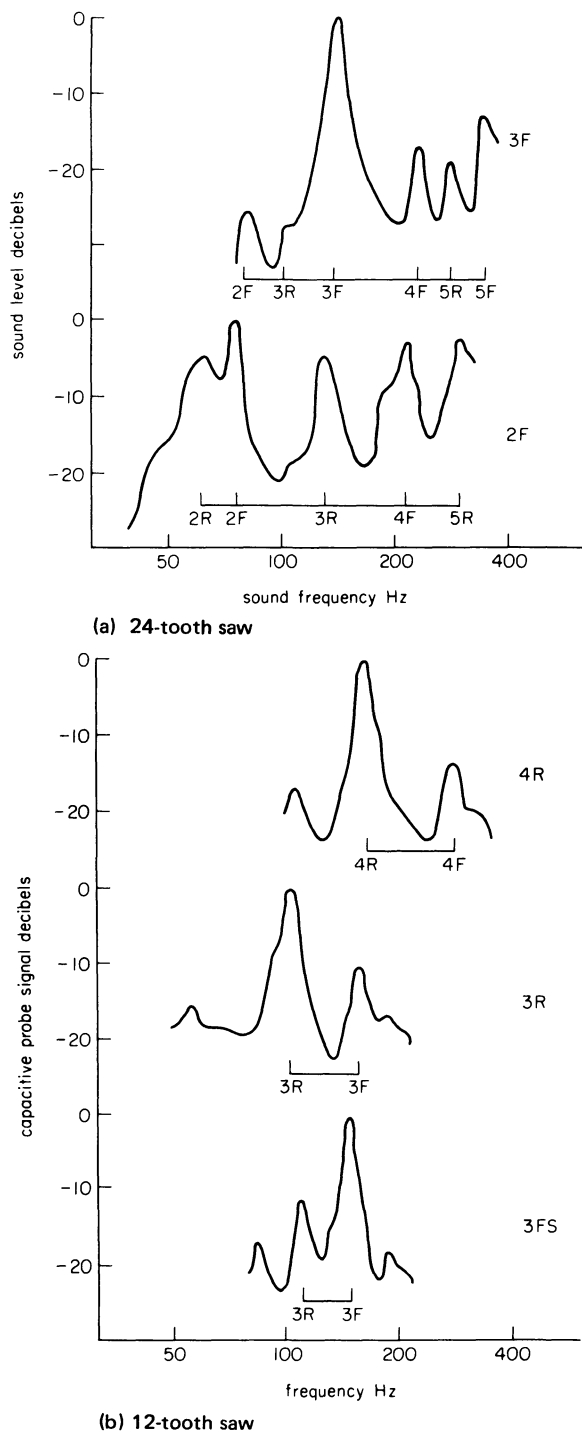 sound level decibels
0
-10
-20
3F
2F 3R 3F 4F 5R 5F
0
-10
-20
2F
2R 2F 3R 4F 5R
50 100 200 400
sound frequency Hz
(a) 24-tooth saw
capacitive probe signal decibels
0
-10
-20
4R
4R 4F
0
-10
-20
3R
3R 3F
0
-10
-20
3FS
3R 3F
50 100 200 400
frequency Hz
(b) 12-tooth saw